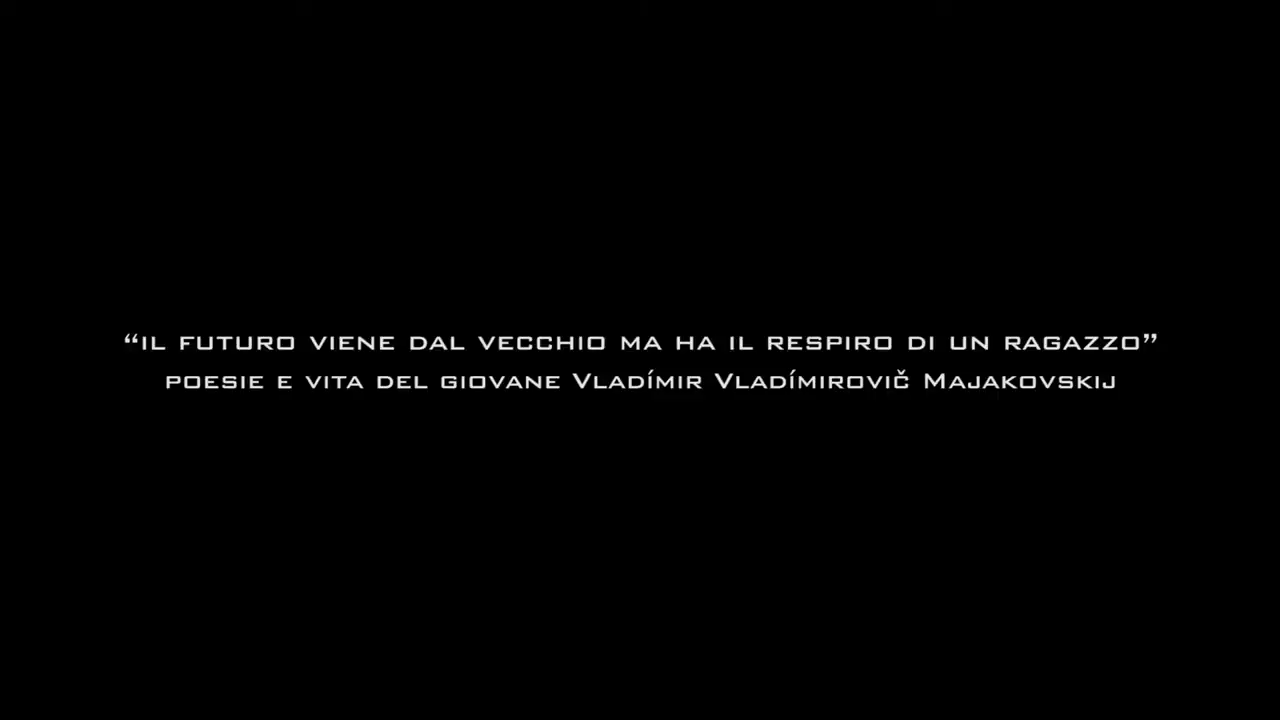 “IL FUTURO VIENE DAL VECCHIO MA HA IL RESPIRO DI UN RAGAZZO”
POESIE E VITA DEL GIOVANE VLADÍMIR VLADÍMIROVIČ MAJAKOVSKIJ